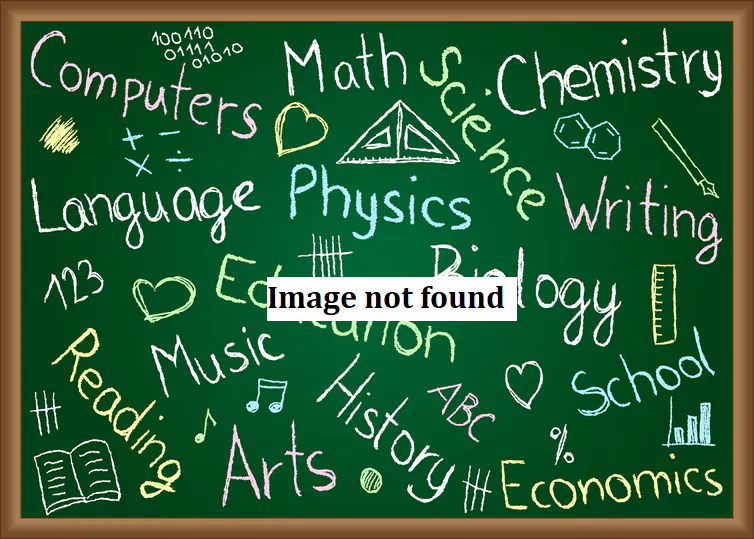 100110
01111
01010
Computers
Math
Science
Chemistry
+ −
× ÷
Language
Physics
Writing
123
Education
Biology
Image not found
Reading
Music
History
ABC
School
Arts
%
Economics